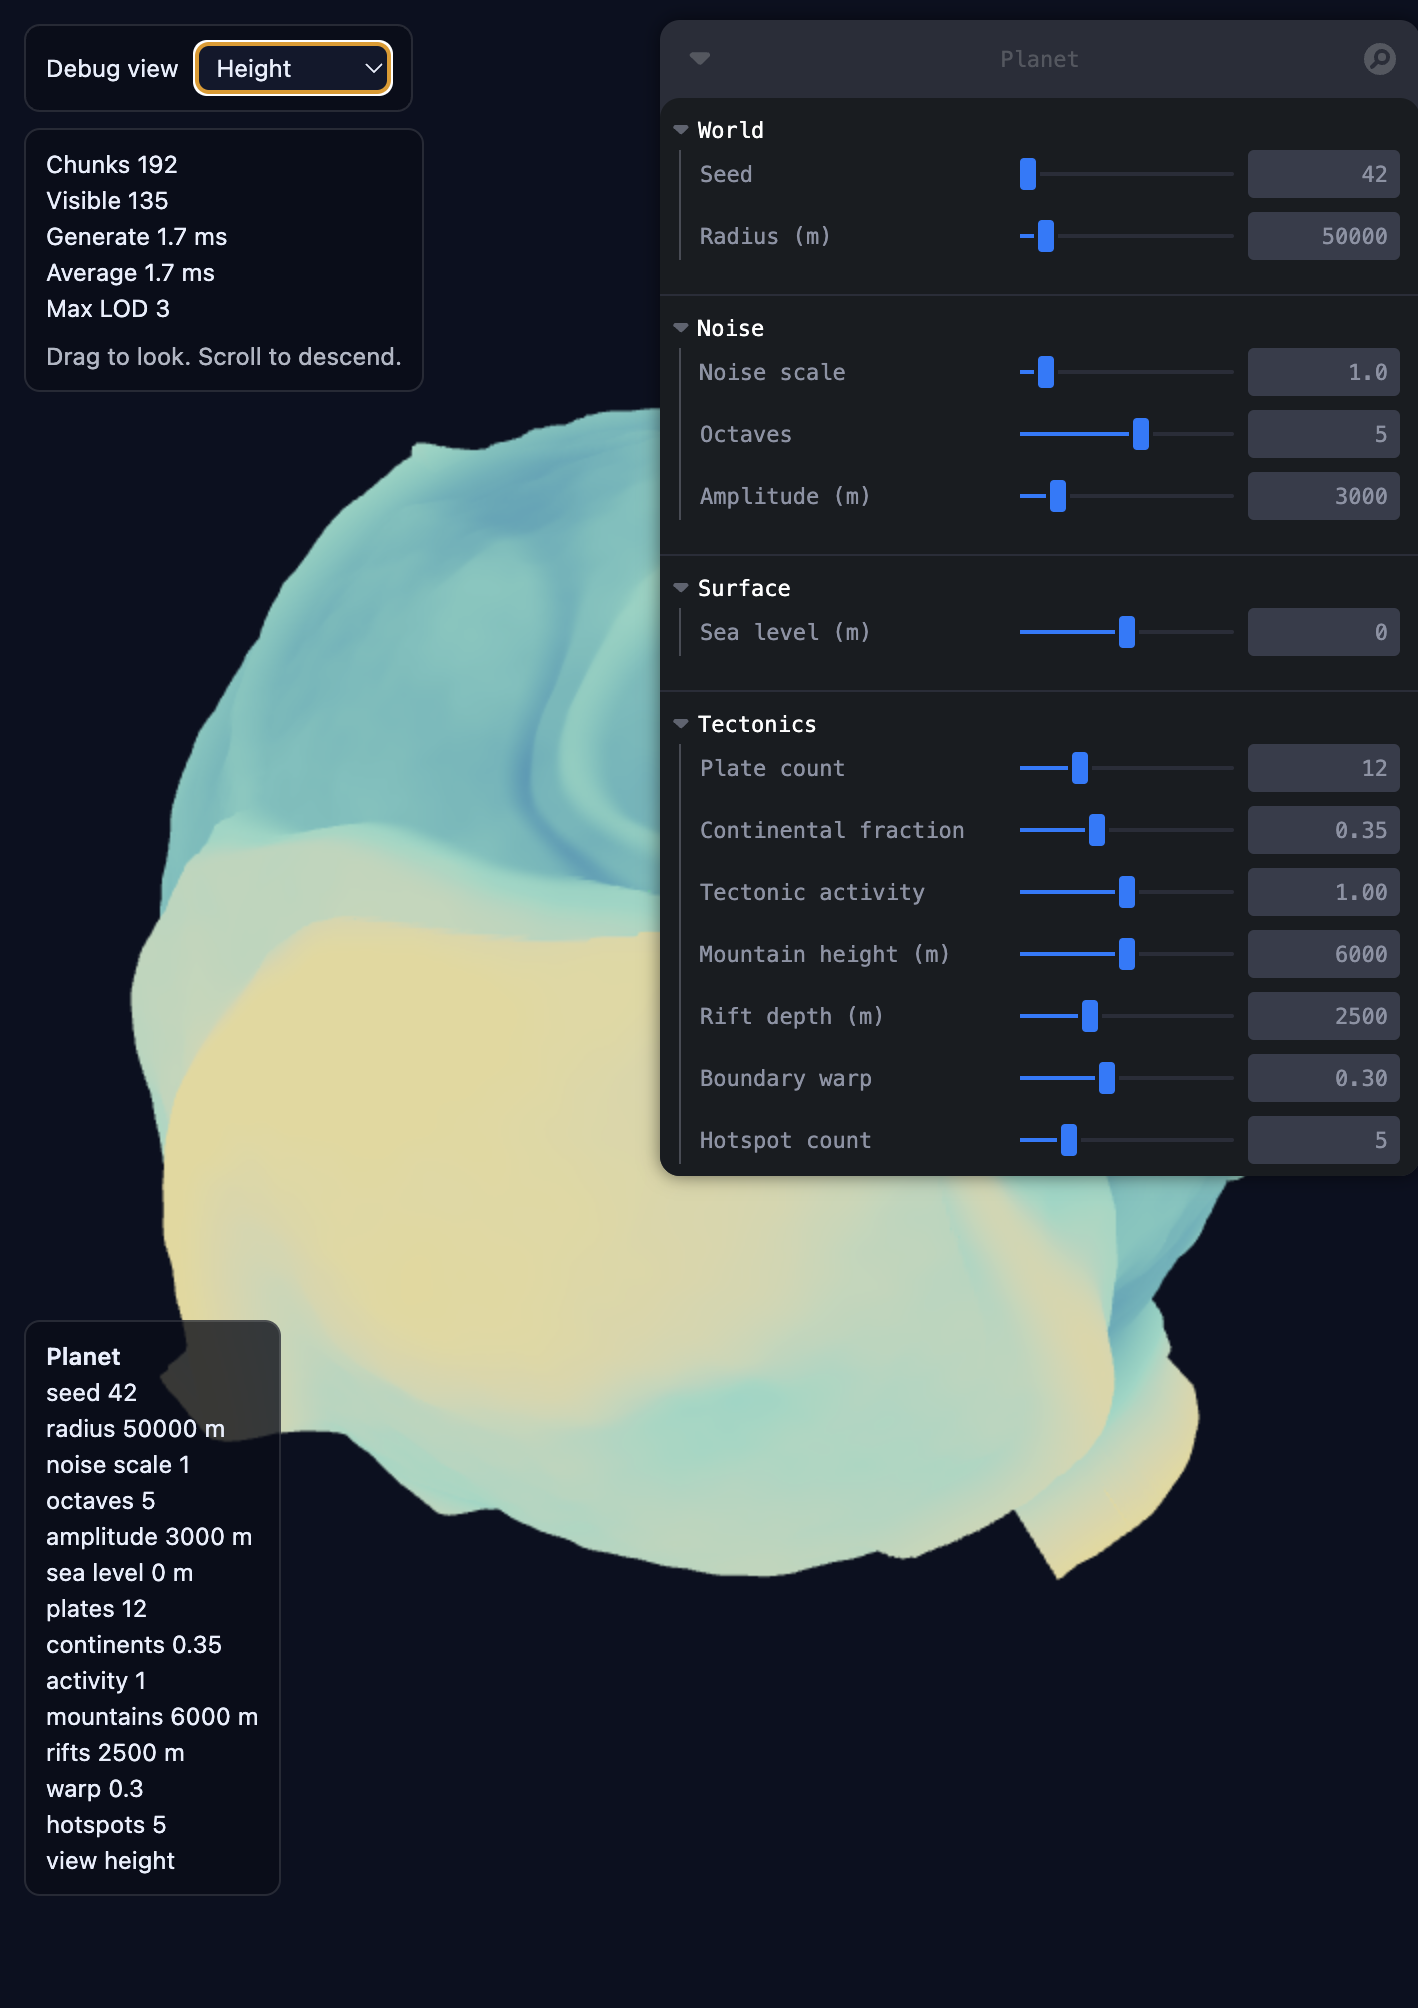 Debug view Height
Chunks 192
Visible 135
Generate 1.7 ms
Average 1.7 ms
Max LOD 3
Drag to look. Scroll to descend.
Planet
World
Seed 42
Radius (m) 50000
Noise
Noise scale 1.0
Octaves 5
Amplitude (m) 3000
Surface
Sea level (m) 0
Tectonics
Plate count 12
Continental fraction 0.35
Tectonic activity 1.00
Mountain height (m) 6000
Rift depth (m) 2500
Boundary warp 0.30
Hotspot count 5
Planet
seed 42
radius 50000 m
noise scale 1
octaves 5
amplitude 3000 m
sea level 0 m
plates 12
continents 0.35
activity 1
mountains 6000 m
rifts 2500 m
warp 0.3
hotspots 5
view height